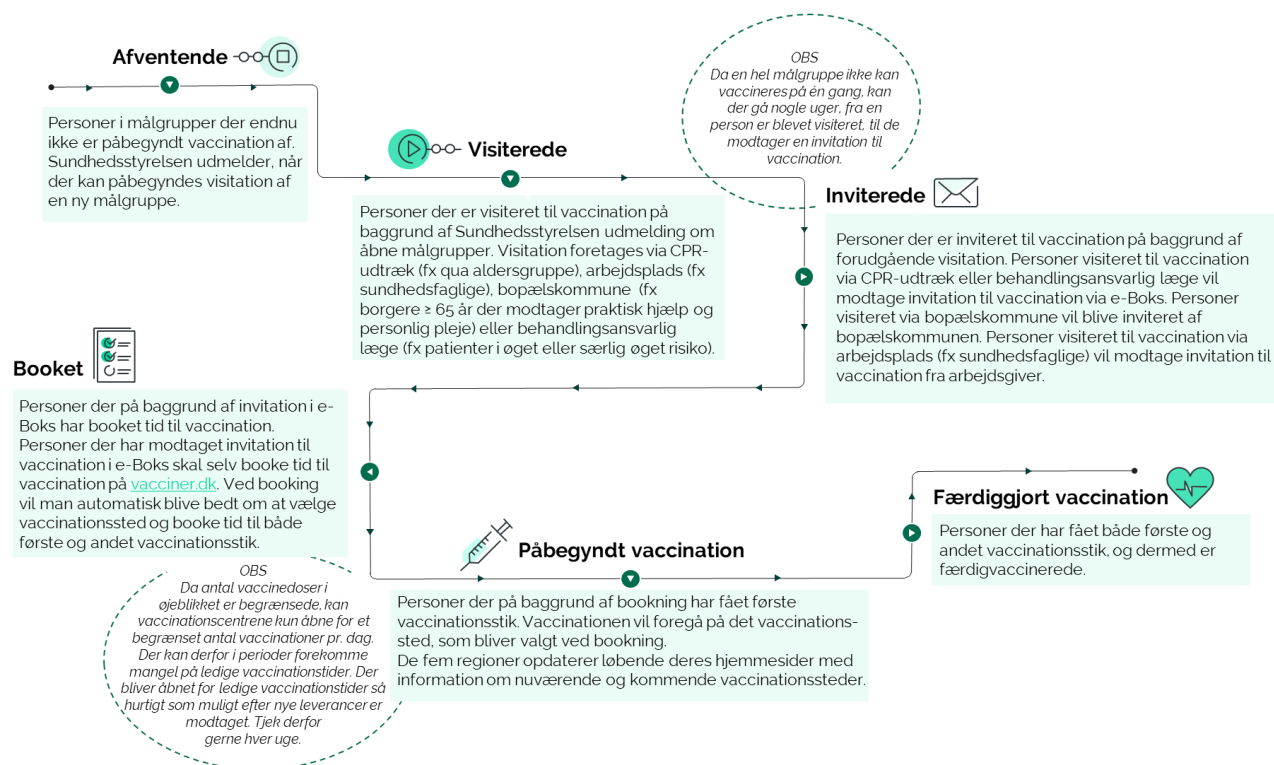 Afventende
Personer i målgrupper der endnu
ikke er påbegyndt vaccination af.
Sundhedsstyrelsen udmelder, når
der kan påbegyndes visitation af
en ny målgruppe.
Visiterede
Personer der er visiteret til vaccination på
baggrund af Sundhedsstyrelsen udmelding om
åbne målgrupper. Visitation foretages via CPR-
udtræk (fx qua aldersgruppe), arbejdsplads (fx
sundhedsfaglige), bopælskommune (fx
borgere ≥ 65 år der modtager praktisk hjælp og
personlig pleje) eller behandlingsansvarlig
læge (fx patienter i øget eller særlig øget risiko).
OBS
Da en hel målgruppe ikke kan
vaccineres på én gang, kan
der gå nogle uger, fra en
person er blevet visiteret, til de
modtager en invitation til
vaccination.
Inviterede
Personer der er inviteret til vaccination på baggrund af
forudgående visitation. Personer visiteret til vaccination
via CPR-udtræk eller behandlingsansvarlig læge vil
modtage invitation til vaccination via e-Boks. Personer
visiteret via bopælskommune vil blive inviteret af
bopælskommunen. Personer visiteret til vaccination via
arbejdsplads (fx sundhedsfaglige) vil modtage invitation til
vaccination fra arbejdsgiver.
Booket
Personer der på baggrund af invitation i e-
Boks har booket tid til vaccination.
Personer der har modtaget invitation til
vaccination i e-Boks skal selv booke tid til
vaccination på vacciner.dk. Ved booking
vil man automatisk blive bedt om at vælge
vaccinationssted og booke tid til både
første og andet vaccinationsstik.
OBS
Da antal vaccinedoser i
øjeblikket er begrænsede, kan
vaccinationscentrene kun åbne for et
begrænset antal vaccinationer pr. dag.
Der kan derfor i perioder forekomme
mangel på ledige vaccinationstider. Der
bliver åbnet for ledige vaccinationstider så
hurtigt som muligt efter nye leverancer er
modtaget. Tjek derfor
gerne hver uge.
Påbegyndt vaccination
Personer der på baggrund af bookning har fået første
vaccinationsstik. Vaccinationen vil foregå på det vaccinations-
sted, som bliver valgt ved bookning.
De fem regioner opdaterer løbende deres hjemmesider med
information om nuværende og kommende vaccinationssteder.
Færdiggjort vaccination
Personer der har fået både første og
andet vaccinationsstik, og dermed er
færdigvaccinerede.